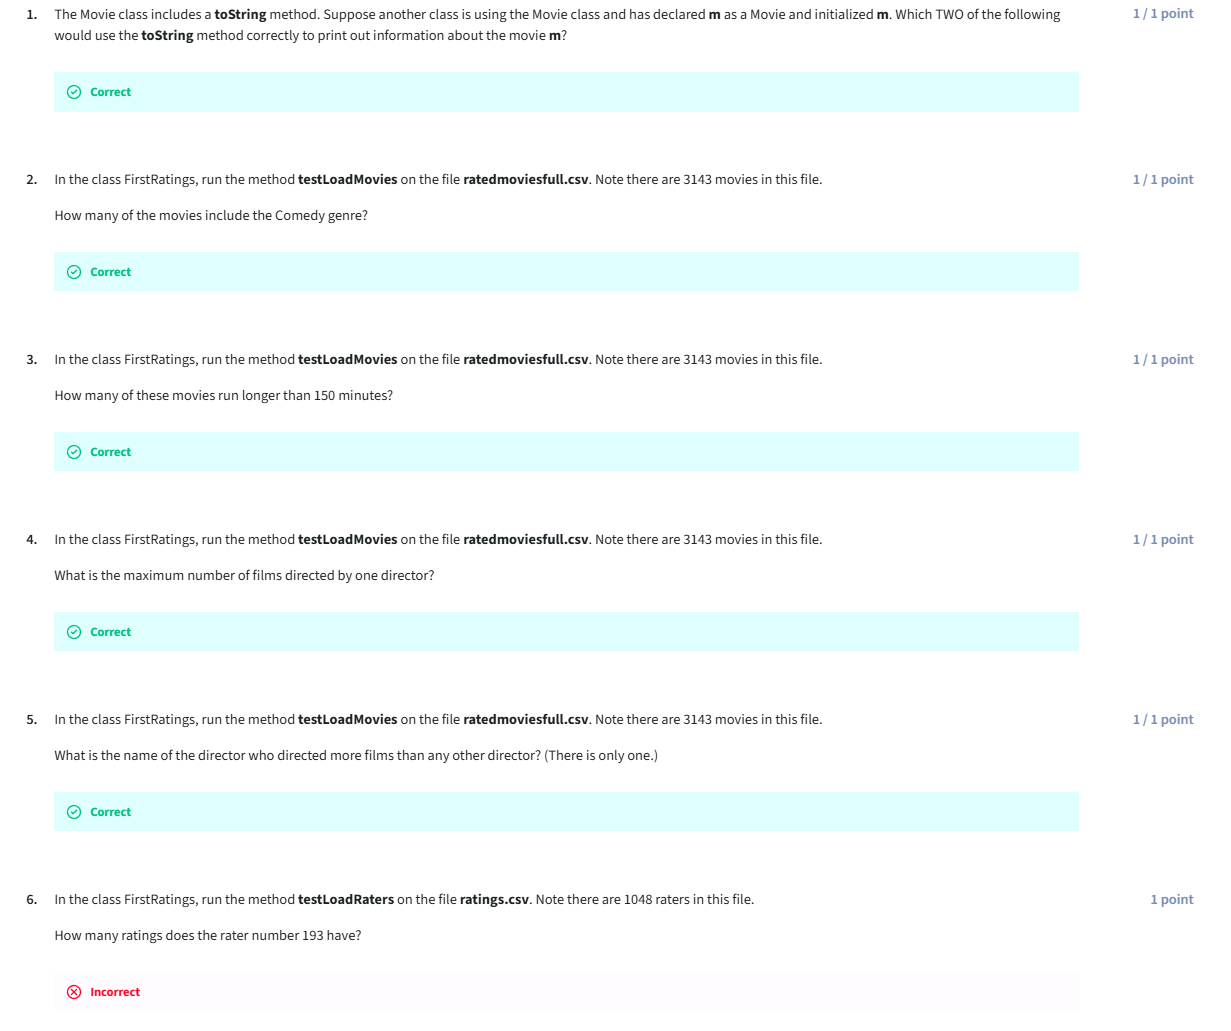 1. The Movie class includes a toString method. Suppose another class is using the Movie class and has declared m as a Movie and initialized m. Which TWO of the following 1 / 1 point
would use the toString method correctly to print out information about the movie m?
Correct
2. In the class FirstRatings, run the method testLoadMovies on the file ratedmoviesfull.csv. Note there are 3143 movies in this file. 1 / 1 point
How many of the movies include the Comedy genre?
Correct
3. In the class FirstRatings, run the method testLoadMovies on the file ratedmoviesfull.csv. Note there are 3143 movies in this file. 1 / 1 point
How many of these movies run longer than 150 minutes?
Correct
4. In the class FirstRatings, run the method testLoadMovies on the file ratedmoviesfull.csv. Note there are 3143 movies in this file. 1 / 1 point
What is the maximum number of films directed by one director?
Correct
5. In the class FirstRatings, run the method testLoadMovies on the file ratedmoviesfull.csv. Note there are 3143 movies in this file. 1 / 1 point
What is the name of the director who directed more films than any other director? (There is only one.)
Correct
6. In the class FirstRatings, run the method testLoadRaters on the file ratings.csv. Note there are 1048 raters in this file. 1 point
How many ratings does the rater number 193 have?
Incorrect